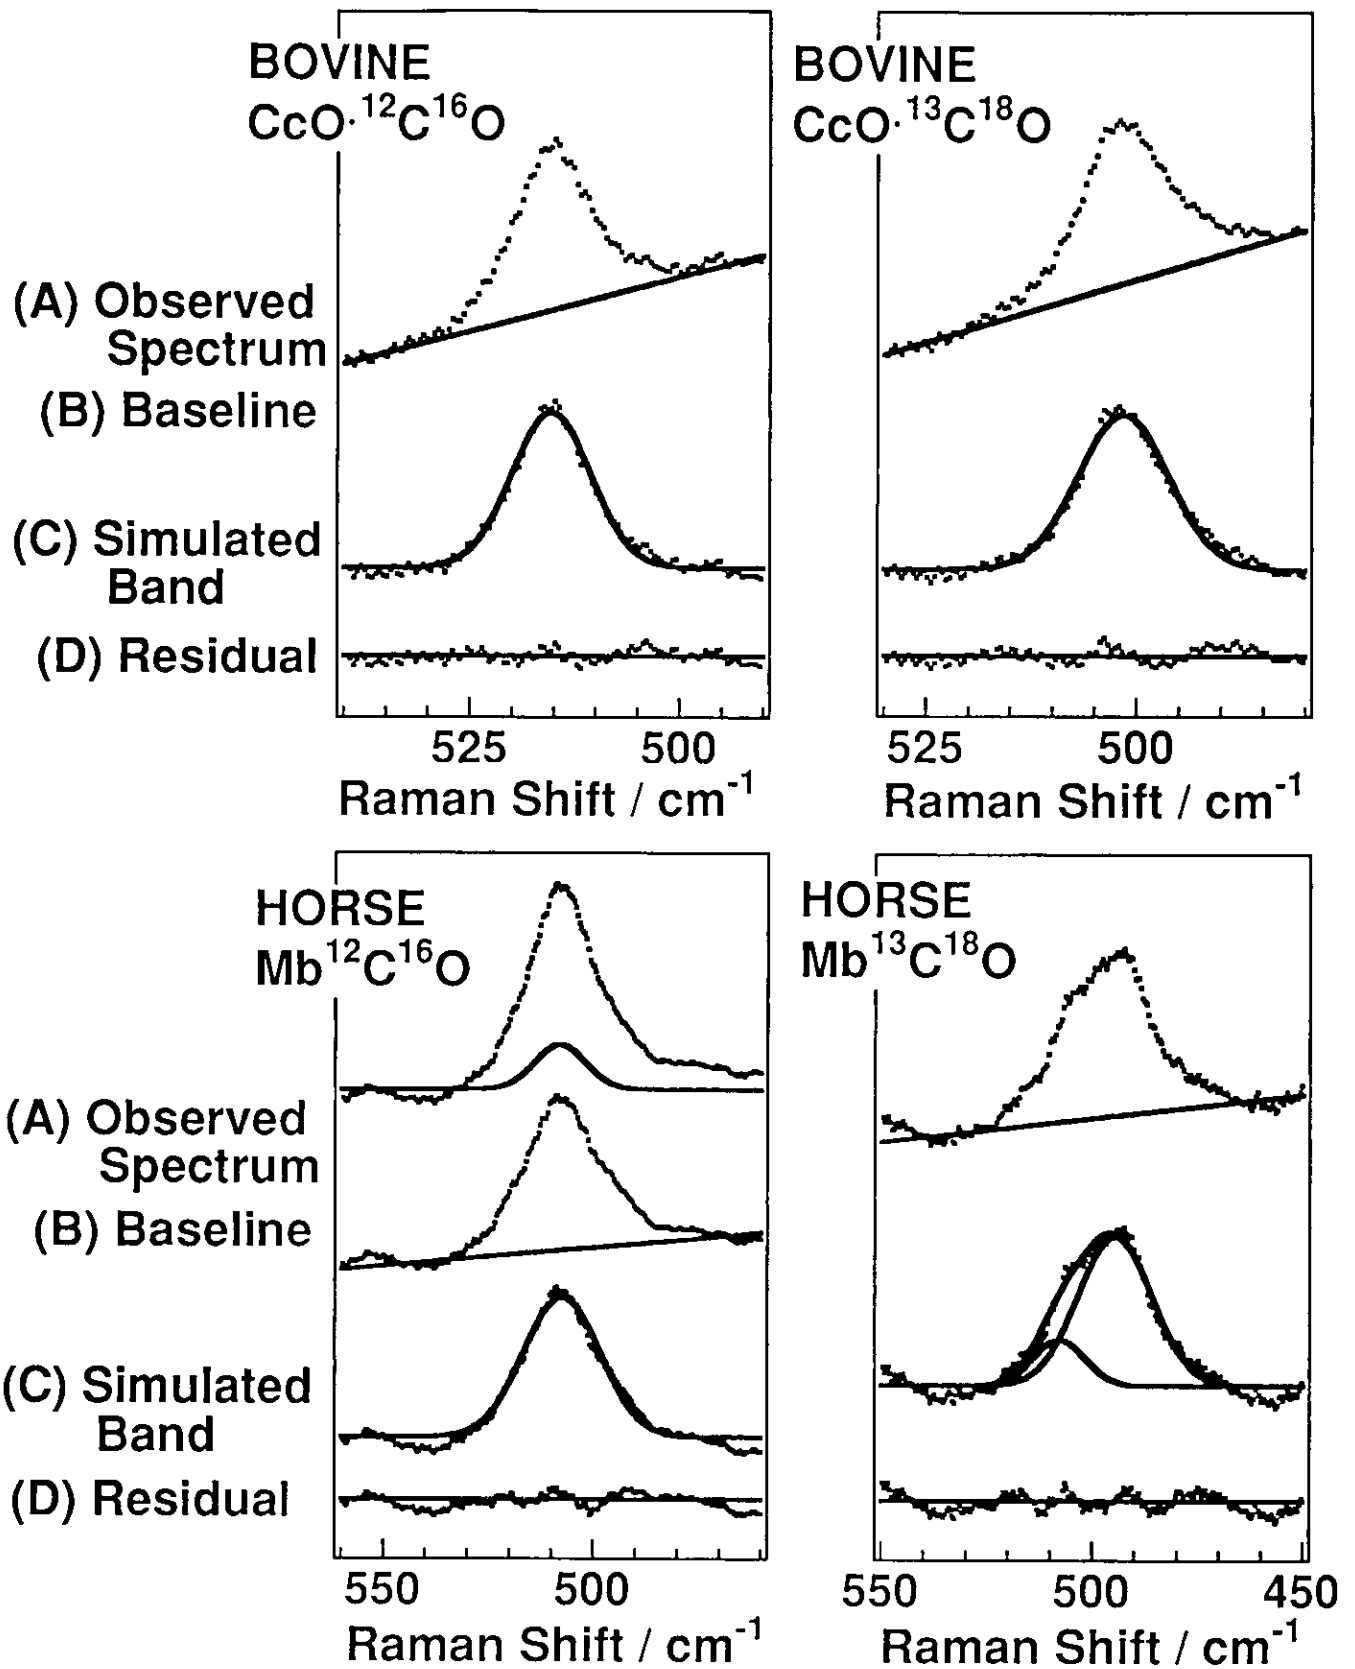 BOVINE
CcO·¹²C¹⁶O
BOVINE
CcO·¹³C¹⁸O
(A) Observed
Spectrum
(B) Baseline
(C) Simulated
Band
(D) Residual
525 500
Raman Shift / cm⁻¹
525 500
Raman Shift / cm⁻¹
HORSE
Mb¹²C¹⁶O
HORSE
Mb¹³C¹⁸O
(A) Observed
Spectrum
(B) Baseline
(C) Simulated
Band
(D) Residual
550 500
Raman Shift / cm⁻¹
550 500 450
Raman Shift / cm⁻¹